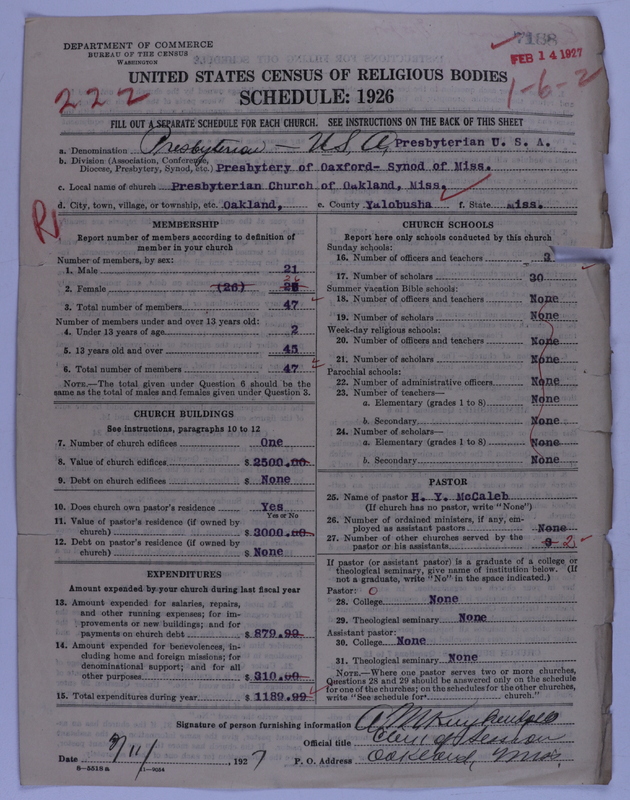 DEPARTMENT OF COMMERCE
BUREAU OF THE CENSUS
WASHINGTON
7188
FEB 14 1927
UNITED STATES CENSUS OF RELIGIOUS BODIES
SCHEDULE: 1926
222
1-6-2
FILL OUT A SEPARATE SCHEDULE FOR EACH CHURCH. SEE INSTRUCTIONS ON THE BACK OF THIS SHEET
a. Denomination Presbyterian — U S A, Presbyterian U. S. A.
b. Division (Association, Conference, Diocese, Presbytery, Synod, etc.) Presbytery of Oaxford- Synod of Miss.
c. Local name of church Presbyterian Church of Oakland, Miss.
d. City, town, village, or township, etc. Oakland, e. County Yalobusha f. State Miss.
MEMBERSHIP
Report number of members according to definition of
member in your church
Number of members, by sex:
1. Male 21
2. Female (26) 26
3. Total number of members 47
Number of members under and over 13 years old:
4. Under 13 years of age 2
5. 13 years old and over 45
6. Total number of members 47
NOTE.—The total given under Question 6 should be the
same as the total of males and females given under Question 3.
CHURCH BUILDINGS
See instructions, paragraphs 10 to 12
7. Number of church edifices One
8. Value of church edifices $ 2500.00
9. Debt on church edifices $ None
10. Does church own pastor's residence Yes
Yes or No
11. Value of pastor's residence (if owned by
church) $ 3000.00
12. Debt on pastor's residence (if owned by
church) $ None
EXPENDITURES
Amount expended by your church during last fiscal year
13. Amount expended for salaries, repairs,
and other running expenses; for im-
provements or new buildings; and for
payments on church debt $ 879.99
14. Amount expended for benevolences, in-
cluding home and foreign missions; for
denominational support; and for all
other purposes $ 310.00
15. Total expenditures during year $ 1189.99
CHURCH SCHOOLS
Report here only schools conducted by this church
Sunday schools:
16. Number of officers and teachers 3
17. Number of scholars 30
Summer vacation Bible schools:
18. Number of officers and teachers None
19. Number of scholars None
Week-day religious schools:
20. Number of officers and teachers None
21. Number of scholars None
Parochial schools:
22. Number of administrative officers None
23. Number of teachers—
a. Elementary (grades 1 to 8) None
b. Secondary None
24. Number of scholars—
a. Elementary (grades 1 to 8) None
b. Secondary None
PASTOR
25. Name of pastor H. Y. McCaleb
(If church has no pastor, write "None")
26. Number of ordained ministers, if any, em-
ployed as assistant pastors None
27. Number of other churches served by the
pastor or his assistants 3 2
If pastor (or assistant pastor) is a graduate of a college or
theological seminary, give name of institution below. (If
not a graduate, write "No" in the space indicated.)
Pastor: 0
28. College None
29. Theological seminary None
Assistant pastor:
30. College None
31. Theological seminary None
NOTE.—Where one pastor serves two or more churches,
Questions 28 and 29 should be answered only on the schedule
for one of the churches; on the schedules for the other churches,
write "See schedule for church."
Signature of person furnishing information
Official title Clerk of Session
Date 2/11/, 1927 P. O. Address Oakland, Miss
8-5518a 11-9054